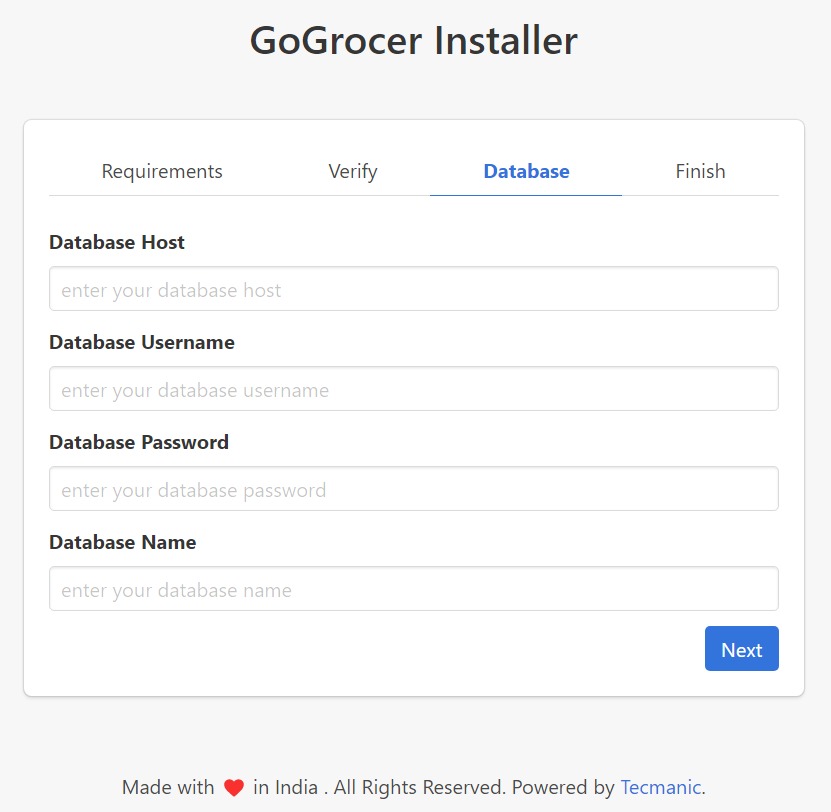 GoGrocer Installer
Requirements Verify Database Finish
Database Host
enter your database host
Database Username
enter your database username
Database Password
enter your database password
Database Name
enter your database name
Next
Made with ❤ in India . All Rights Reserved. Powered by Tecmanic.